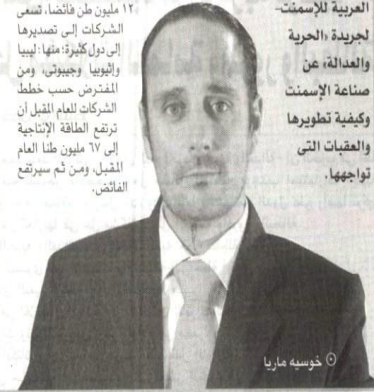 العربية للإسمنت-
لجريدة «الحرية
والعدالة» عن
صناعة الإسمنت
وكيفية تطويرها
والعقبات التى
تواجهها.
١٢ مليون طن فائضا، تسعى
الشركات إلى تصديرها
إلى دول كثيرة: منها: ليبيا
وإثيوبيا وجيبوتى، ومن
المفترض حسب خطط
الشركات للعام المقبل أن
ترتفع الطاقة الإنتاجية
إلى ٦٧ مليون طنا العام
المقبل، ومن ثم سيرتفع
الفائض.
خوسيه ماريا